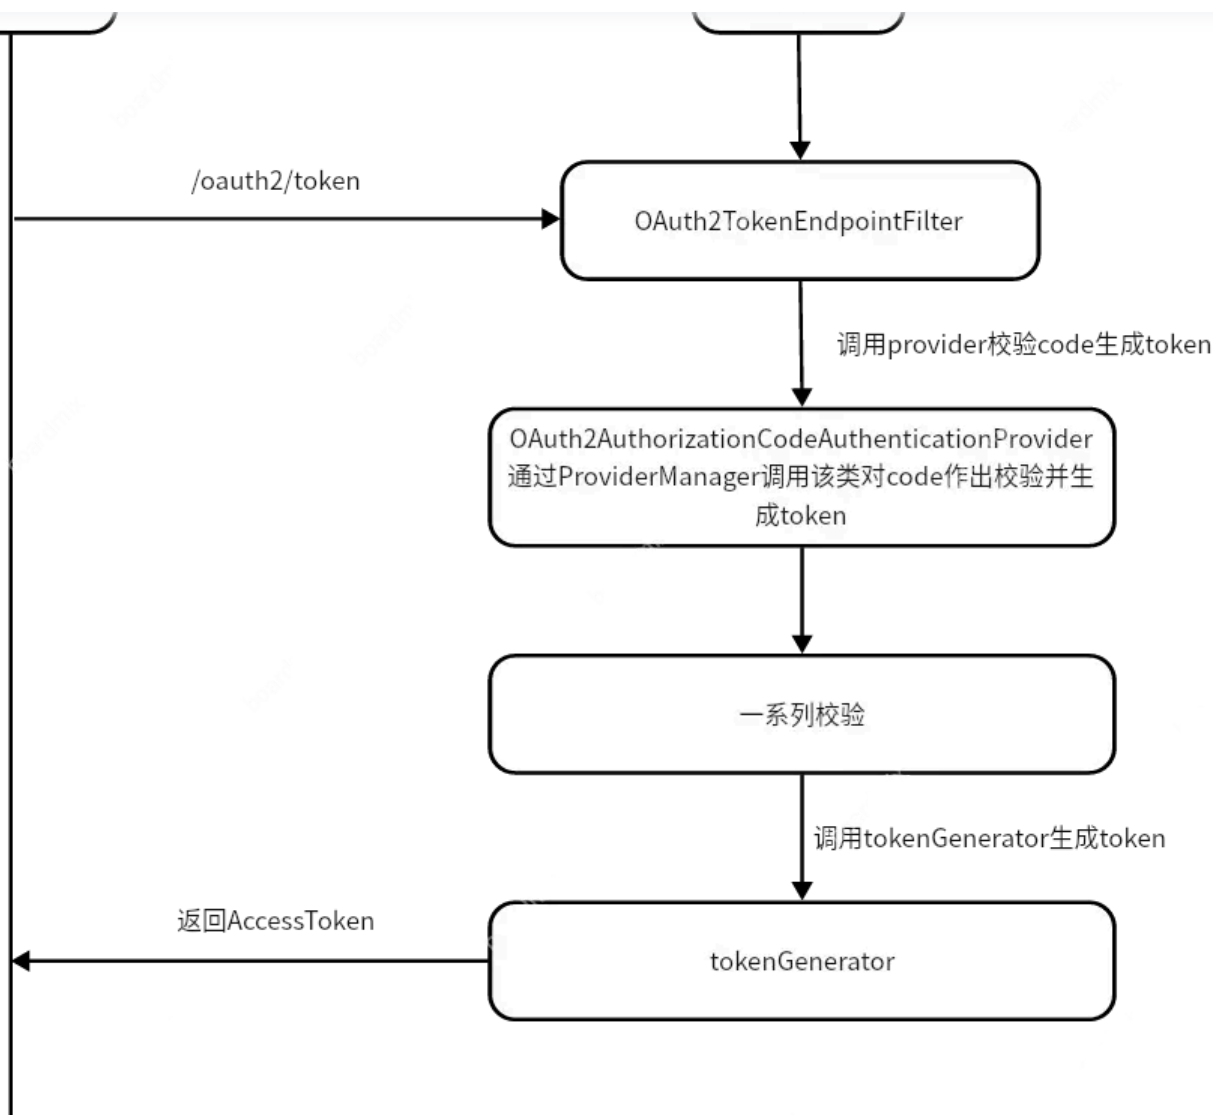 /oauth2/token
OAuth2TokenEndpointFilter
调用provider校验code生成token
OAuth2AuthorizationCodeAuthenticationProvider
通过ProviderManager调用该类对code作出校验并生
成token
一系列校验
调用tokenGenerator生成token
返回AccessToken
tokenGenerator